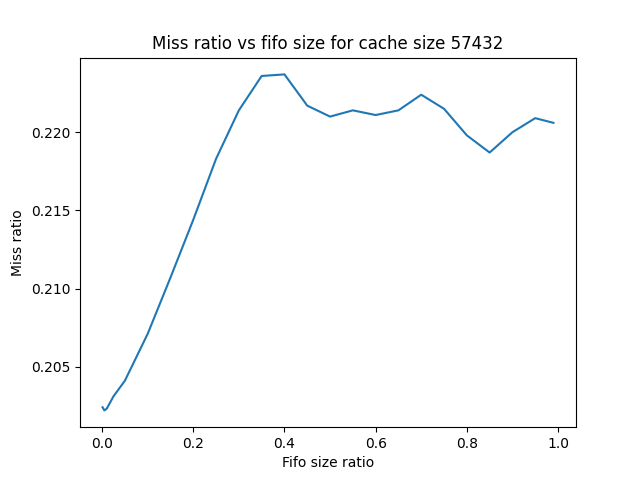 Miss ratio vs fifo size for cache size 57432
0.220
0.215
0.210
0.205
Miss ratio
0.0 0.2 0.4 0.6 0.8 1.0
Fifo size ratio